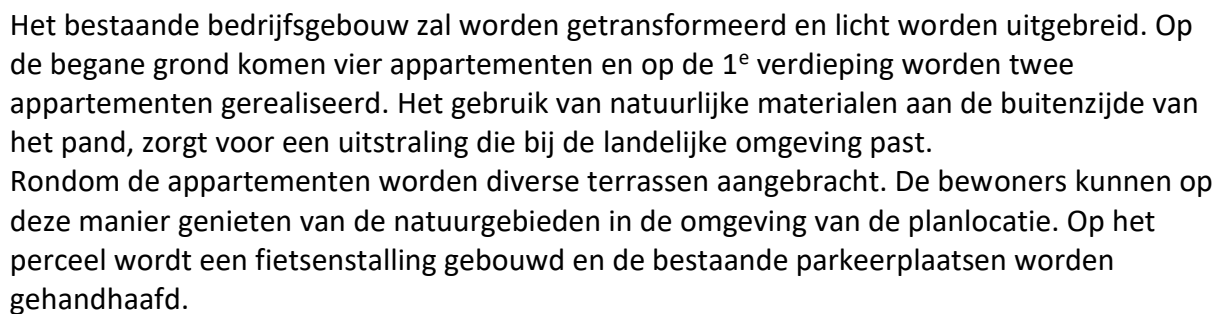 Het bestaande bedrijfsgebouw zal worden getransformeerd en licht worden uitgebreid. Op
de begane grond komen vier appartementen en op de 1ᵉ verdieping worden twee
appartementen gerealiseerd. Het gebruik van natuurlijke materialen aan de buitenzijde van
het pand, zorgt voor een uitstraling die bij de landelijke omgeving past.
Rondom de appartementen worden diverse terrassen aangebracht. De bewoners kunnen op
deze manier genieten van de natuurgebieden in de omgeving van de planlocatie. Op het
perceel wordt een fietsenstalling gebouwd en de bestaande parkeerplaatsen worden
gehandhaafd.